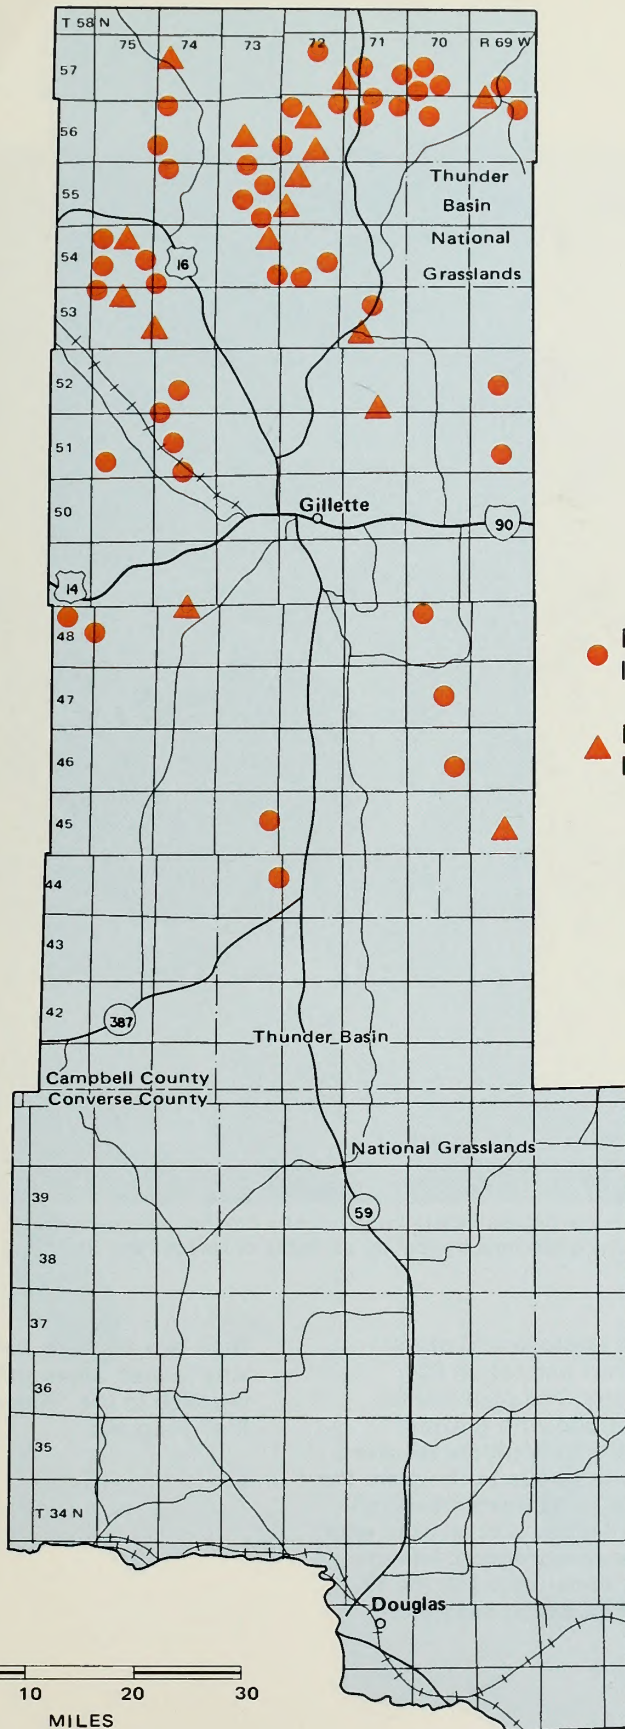 T 58 N
75 74 73 72 71 70 R 69 W
57
56
Thunder
55
Basin
National
54
16
Grasslands
53
52
51
50
Gillette
90
14
48
47
46
45
44
43
42
387
Thunder Basin
Campbell County
Converse County
National Grasslands
39
59
38
37
36
35
T 34 N
Douglas
10 20 30
MILES